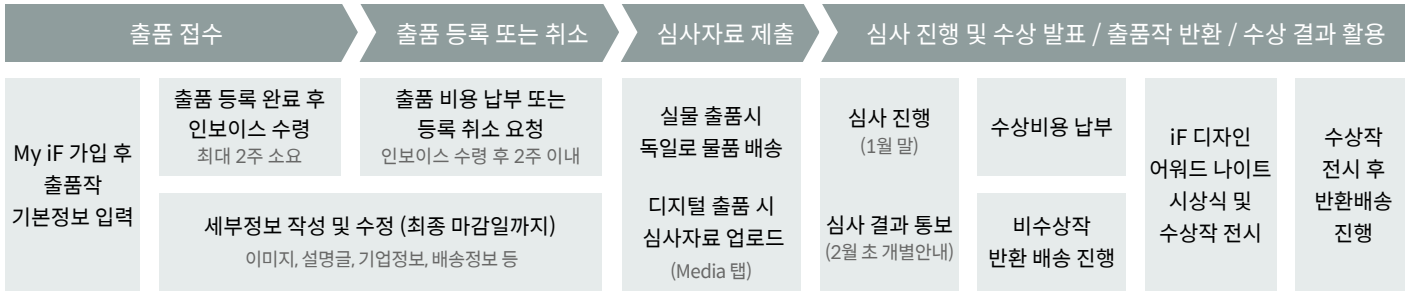 출품 접수
출품 등록 또는 취소
심사자료 제출
심사 진행 및 수상 발표 / 출품작 반환 / 수상 결과 활용
My iF 가입 후
출품작
기본정보 입력
출품 등록 완료 후
인보이스 수령
최대 2주 소요
출품 비용 납부 또는
등록 취소 요청
인보이스 수령 후 2주 이내
세부정보 작성 및 수정 (최종 마감일까지)
이미지, 설명글, 기업정보, 배송정보 등
실물 출품시
독일로 물품 배송
디지털 출품 시
심사자료 업로드
(Media 탭)
심사 진행
(1월 말)
심사 결과 통보
(2월 초 개별안내)
수상비용 납부
비수상작
반환 배송 진행
iF 디자인
어워드 나이트
시상식 및
수상작 전시
수상작
전시 후
반환배송
진행